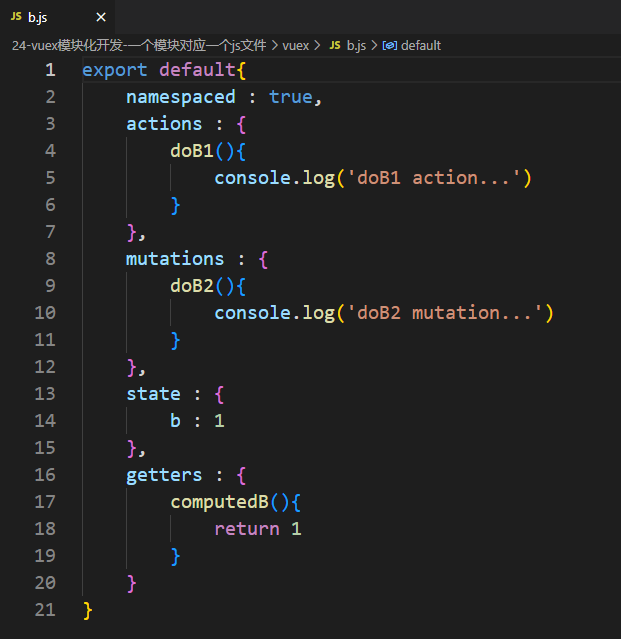 JS b.js ×
24-vuex模块化开发-一个模块对应一个js文件 > vuex > JS b.js > default
1 export default{
2     namespaced : true,
3     actions : {
4         doB1(){
5             console.log('doB1 action...')
6         }
7     },
8     mutations : {
9         doB2(){
10             console.log('doB2 mutation...')
11         }
12     },
13     state : {
14         b : 1
15     },
16     getters : {
17         computedB(){
18             return 1
19         }
20     }
21 }